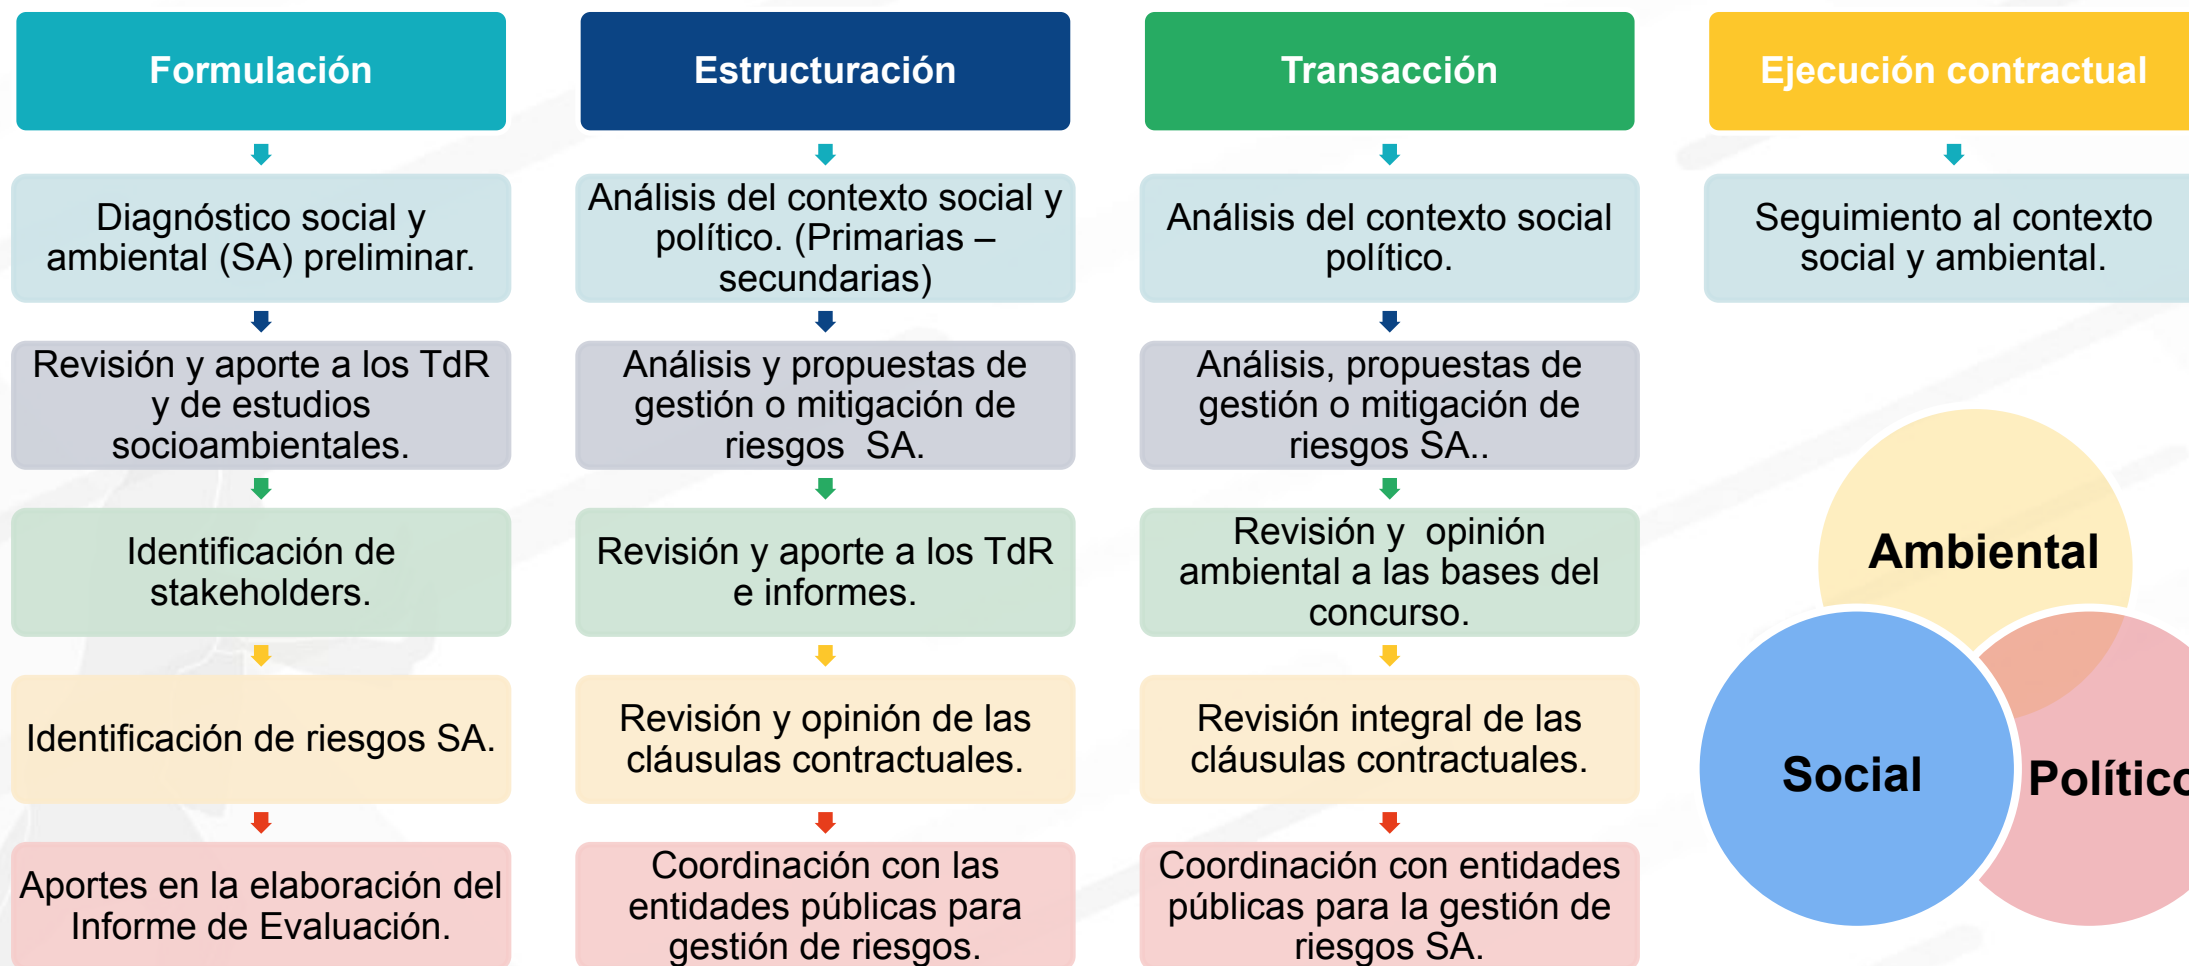 Formulación
Diagnóstico social y
ambiental (SA) preliminar.
Revisión y aporte a los TdR
y de estudios
socioambientales.
Identificación de
stakeholders.
Identificación de riesgos SA.
Aportes en la elaboración del
Informe de Evaluación.
Estructuración
Análisis del contexto social y
político. (Primarias –
secundarias)
Análisis y propuestas de
gestión o mitigación de
riesgos  SA.
Revisión y aporte a los TdR
e informes.
Revisión y opinión de las
cláusulas contractuales.
Coordinación con las
entidades públicas para
gestión de riesgos.
Transacción
Análisis del contexto social
político.
Análisis, propuestas de
gestión o mitigación de
riesgos SA..
Revisión y  opinión
ambiental a las bases del
concurso.
Revisión integral de las
cláusulas contractuales.
Coordinación con entidades
públicas para la gestión de
riesgos SA.
Ejecución contractual
Seguimiento al contexto
social y ambiental.
Ambiental
Social
Político